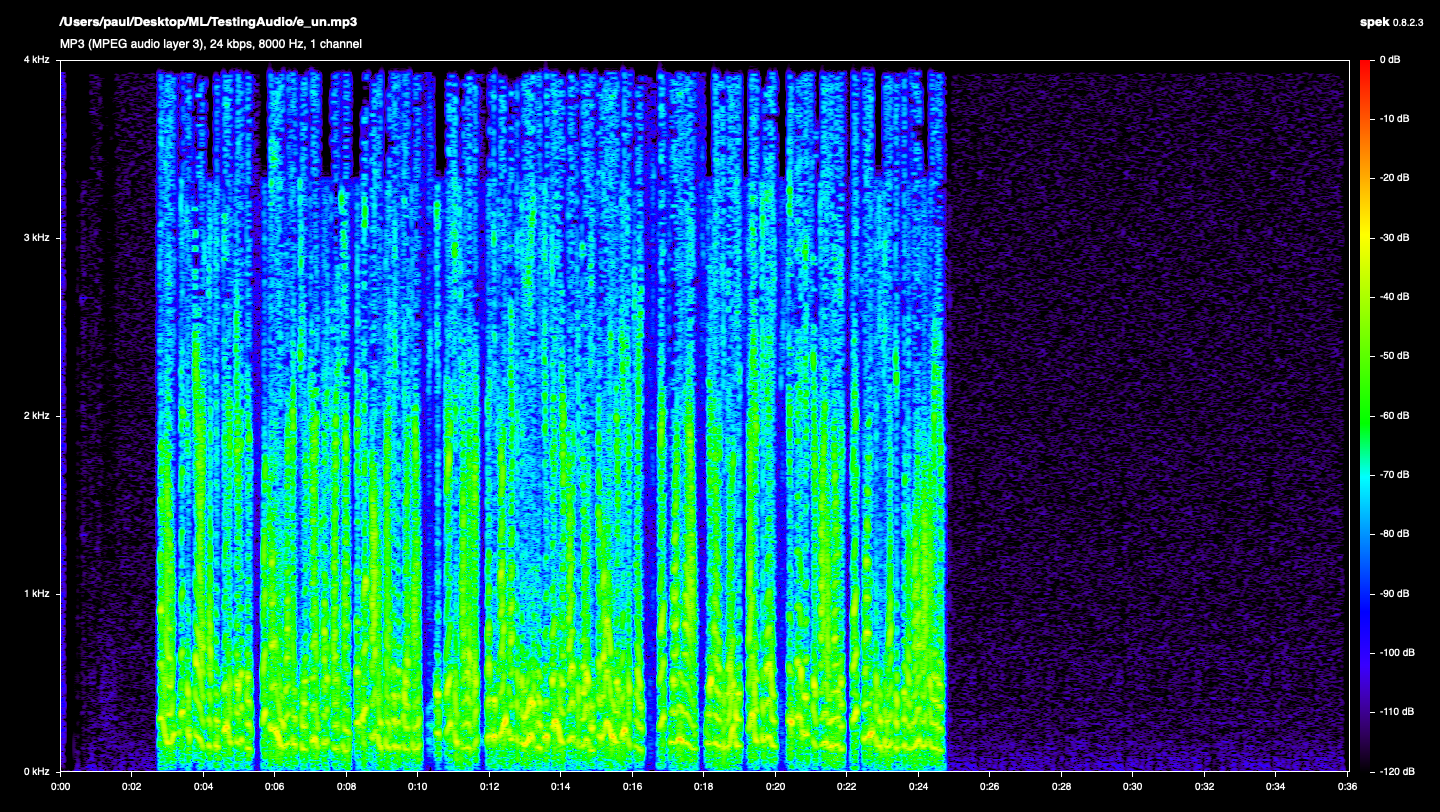 /Users/paul/Desktop/ML/TestingAudio/e_un.mp3
spek 0.8.2.3
MP3 (MPEG audio layer 3), 24 kbps, 8000 Hz, 1 channel
4 kHz
3 kHz
2 kHz
1 kHz
0 kHz
0 dB
-10 dB
-20 dB
-30 dB
-40 dB
-50 dB
-60 dB
-70 dB
-80 dB
-90 dB
-100 dB
-110 dB
-120 dB
0:00 0:02 0:04 0:06 0:08 0:10 0:12 0:14 0:16 0:18 0:20 0:22 0:24 0:26 0:28 0:30 0:32 0:34 0:36